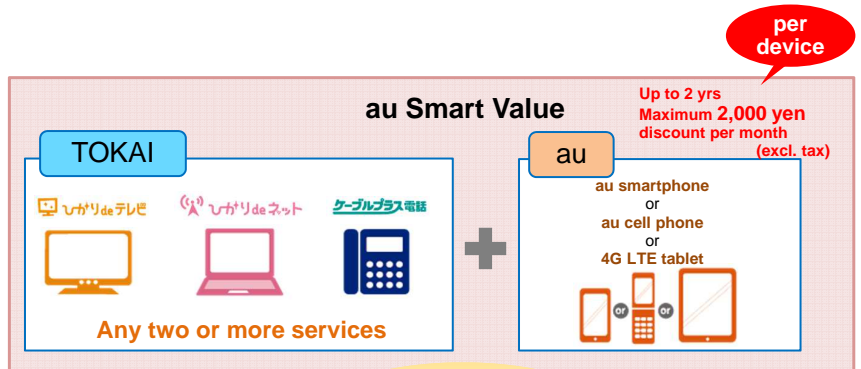 per
device
au Smart Value
Up to 2 yrs
Maximum 2,000 yen
discount per month
(excl. tax)
TOKAI
au
ひかりdeテレビ
ひかりdeネット
ケーブルプラス電話
Any two or more services
au smartphone
or
au cell phone
or
4G LTE tablet
or
or